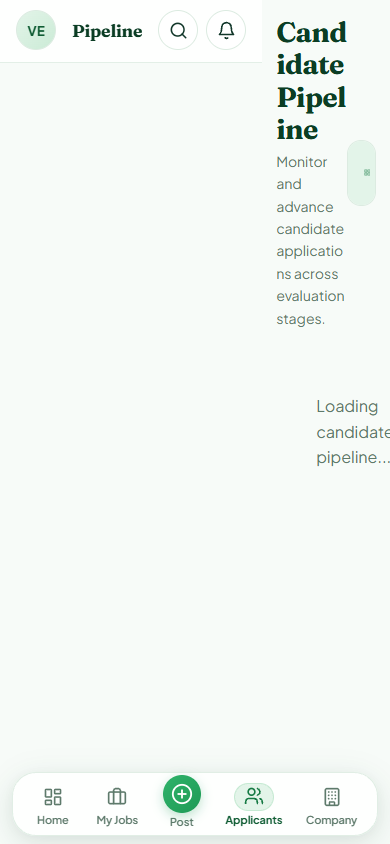 VE
Pipeline
Cand
idate
Pipel
ine
Monitor
and
advance
candidate
applicatio
ns across
evaluation
stages.
Loading
candidate
pipeline...
Home
My Jobs
Post
Applicants
Company